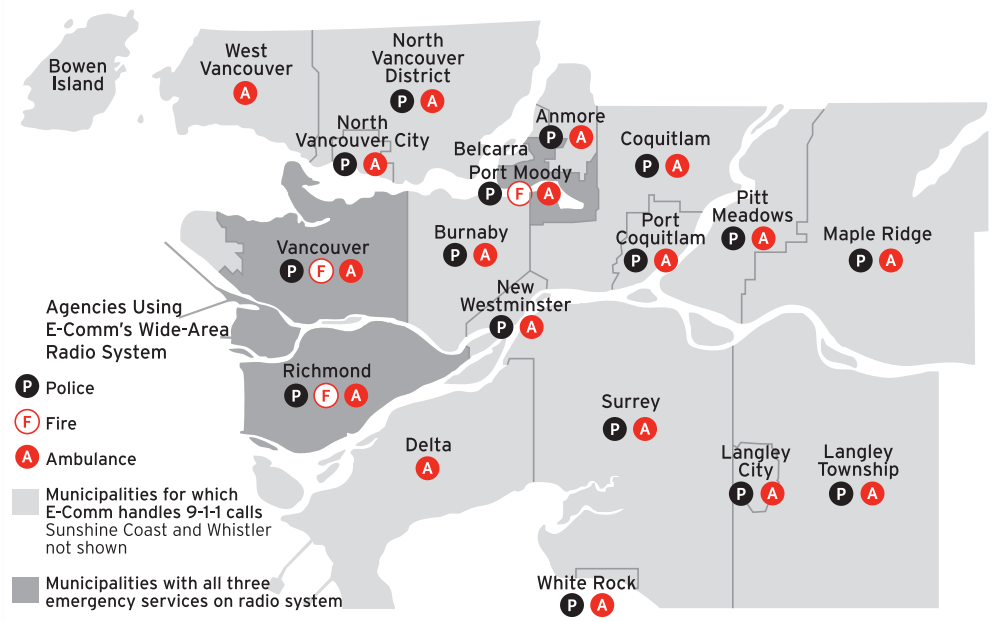 Bowen
Island
West
Vancouver
A
North
Vancouver
District
P A
North
Vancouver City
P A
Belcarra
Anmore
P A
Port Moody
P F A
Coquitlam
P A
Pitt
Meadows
P A
Port
Coquitlam
P A
Maple Ridge
P A
Vancouver
P F A
Burnaby
P A
New
Westminster
P A
Richmond
P F A
Delta
A
Surrey
P A
Langley
City
P A
Langley
Township
P A
White Rock
P A
Agencies Using
E-Comm's Wide-Area
Radio System
P Police
F Fire
A Ambulance
Municipalities for which
E-Comm handles 9-1-1 calls
Sunshine Coast and Whistler
not shown
Municipalities with all three
emergency services on radio system